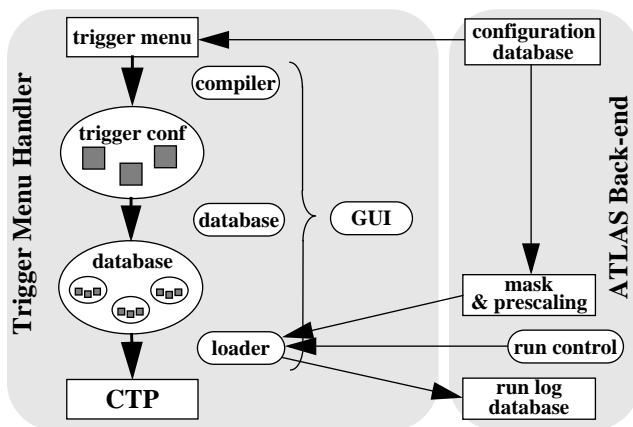 Trigger Menu Handler
trigger menu
compiler
trigger conf
database
GUI
database
loader
CTP
ATLAS Back-end
configuration
database
mask
& prescaling
run control
run log
database